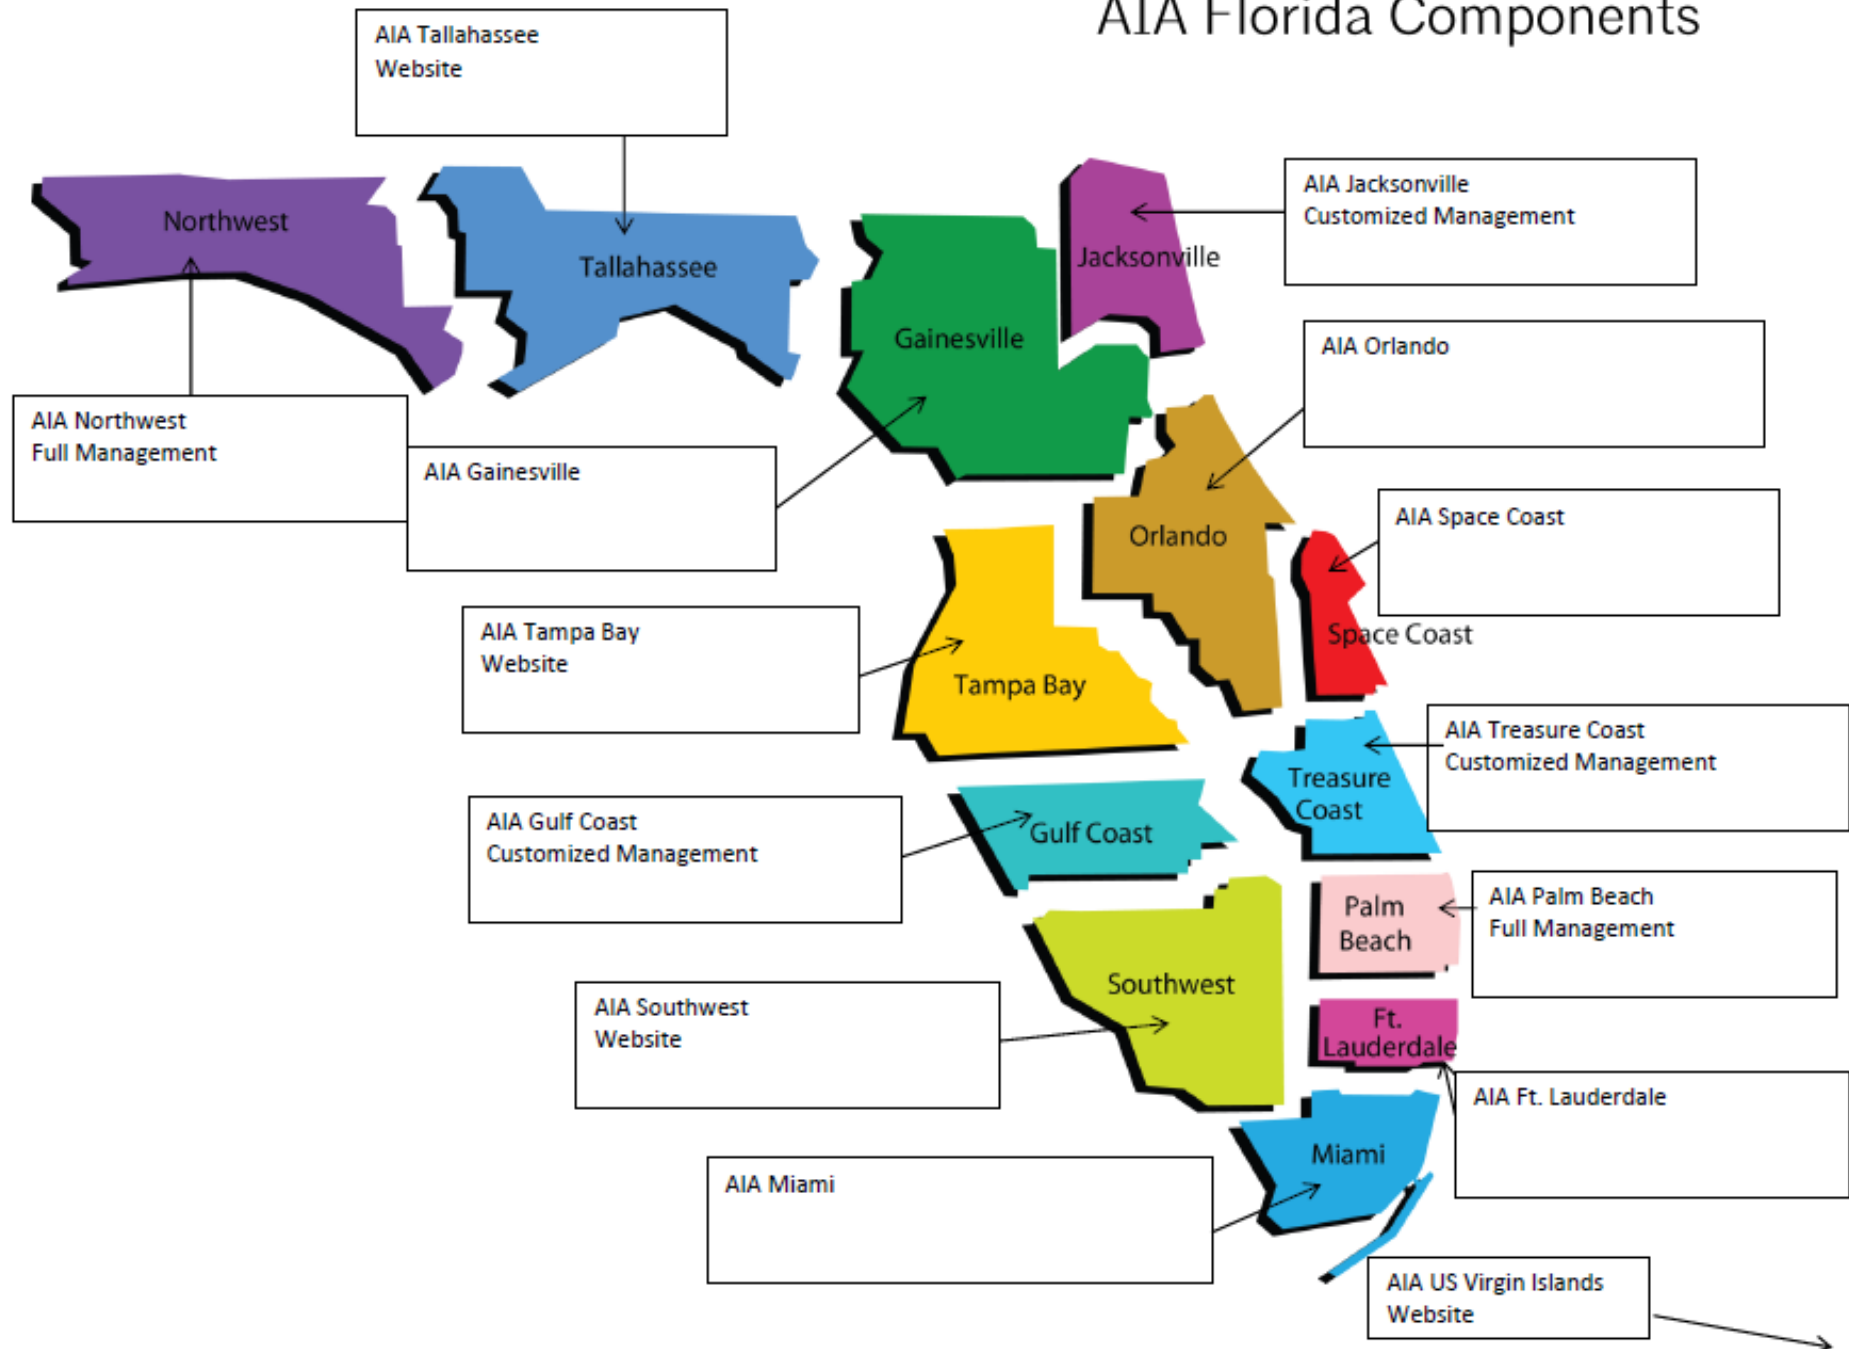 AIA Florida Components
AIA Tallahassee
Website
AIA Jacksonville
Customized Management
Northwest
Tallahassee
Jacksonville
Gainesville
AIA Orlando
AIA Northwest
Full Management
AIA Gainesville
Orlando
AIA Space Coast
Space Coast
AIA Tampa Bay
Website
Tampa Bay
AIA Treasure Coast
Customized Management
Treasure
Coast
AIA Gulf Coast
Customized Management
Gulf Coast
Palm
Beach
AIA Palm Beach
Full Management
Southwest
AIA Southwest
Website
Ft.
Lauderdale
AIA Ft. Lauderdale
Miami
AIA Miami
AIA US Virgin Islands
Website